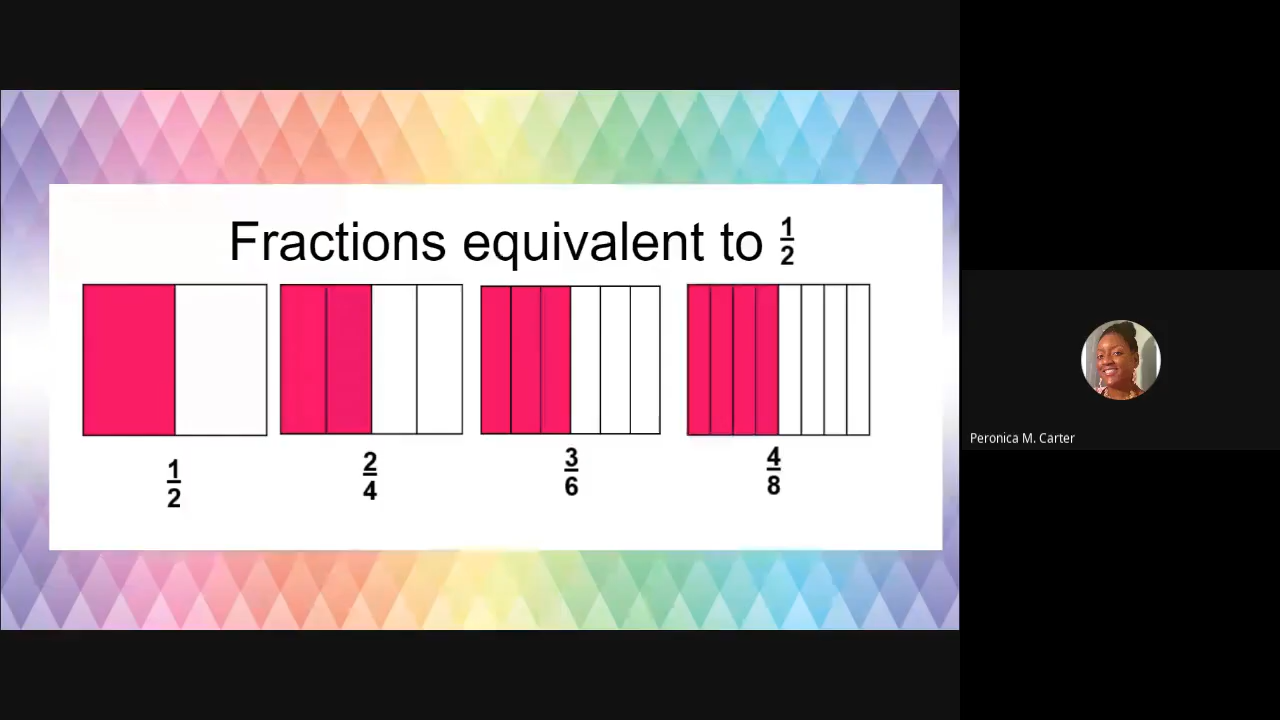 Fractions equivalent to 1/2
1/2 2/4 3/6 4/8
Peronica M. Carter